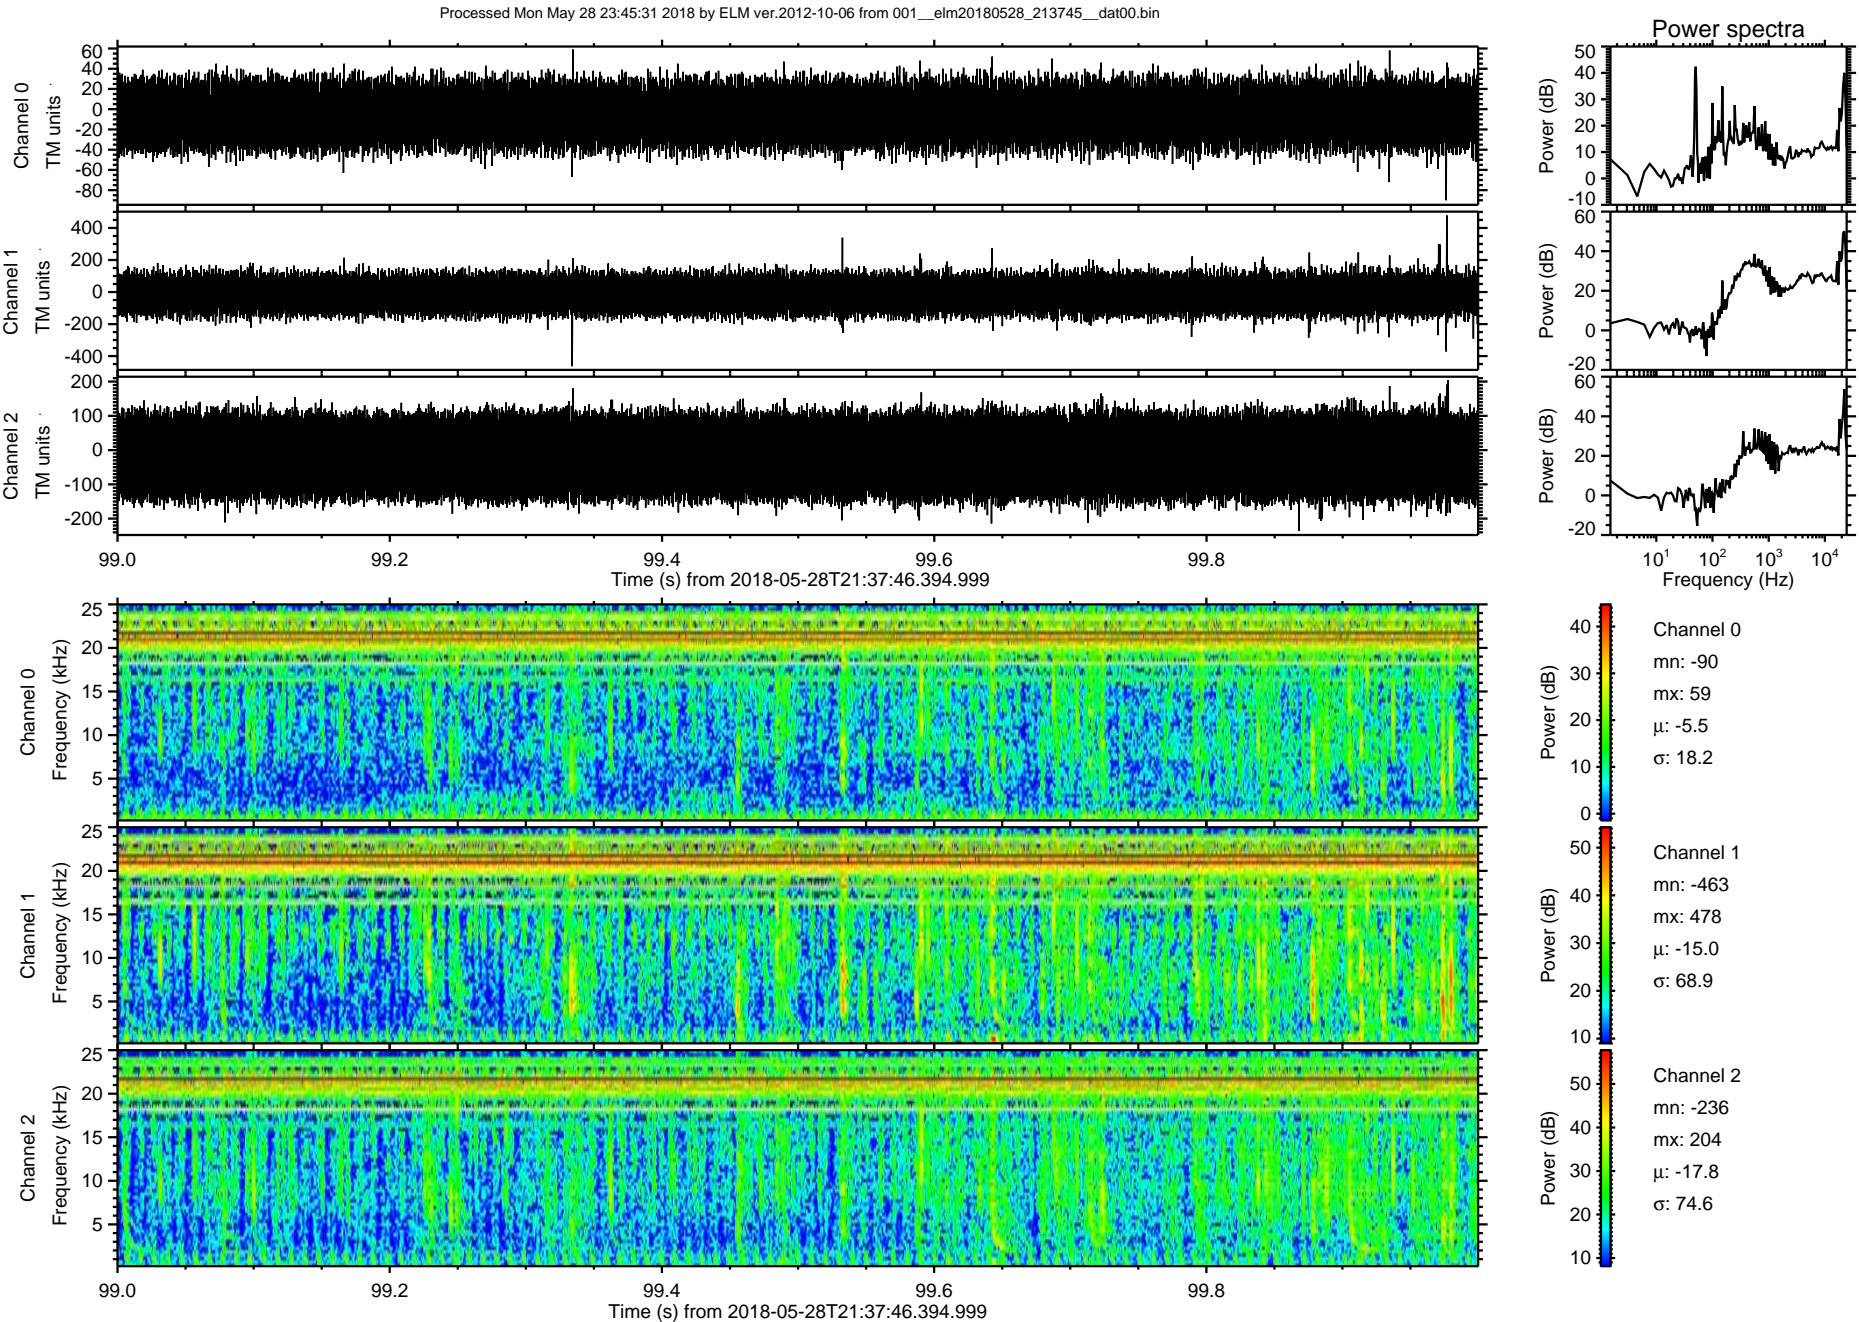 Processed Mon May 28 23:45:31 2018 by ELM ver.2012-10-06 from 001__elm20180528_213745__dat00.bin
Power spectra
Channel 0
TM units
60
40
20
0
-20
-40
-60
-80
Power (dB)
50
40
30
20
10
0
-10
Channel 1
TM units
400
200
0
-200
-400
Power (dB)
60
40
20
0
-20
Channel 2
TM units
200
100
0
-100
-200
Power (dB)
60
40
20
0
-20
99.0 99.2 99.4 99.6 99.8
Time (s) from 2018-05-28T21:37:46.394.999
10^1 10^2 10^3 10^4
Frequency (Hz)
Channel 0
Frequency (kHz)
25
20
15
10
5
Power (dB)
40
30
20
10
0
Channel 0
mn: -90
mx: 59
μ: -5.5
σ: 18.2
Channel 1
Frequency (kHz)
25
20
15
10
5
Power (dB)
50
40
30
20
10
Channel 1
mn: -463
mx: 478
μ: -15.0
σ: 68.9
Channel 2
Frequency (kHz)
25
20
15
10
5
Power (dB)
50
40
30
20
10
Channel 2
mn: -236
mx: 204
μ: -17.8
σ: 74.6
99.0 99.2 99.4 99.6 99.8
Time (s) from 2018-05-28T21:37:46.394.999